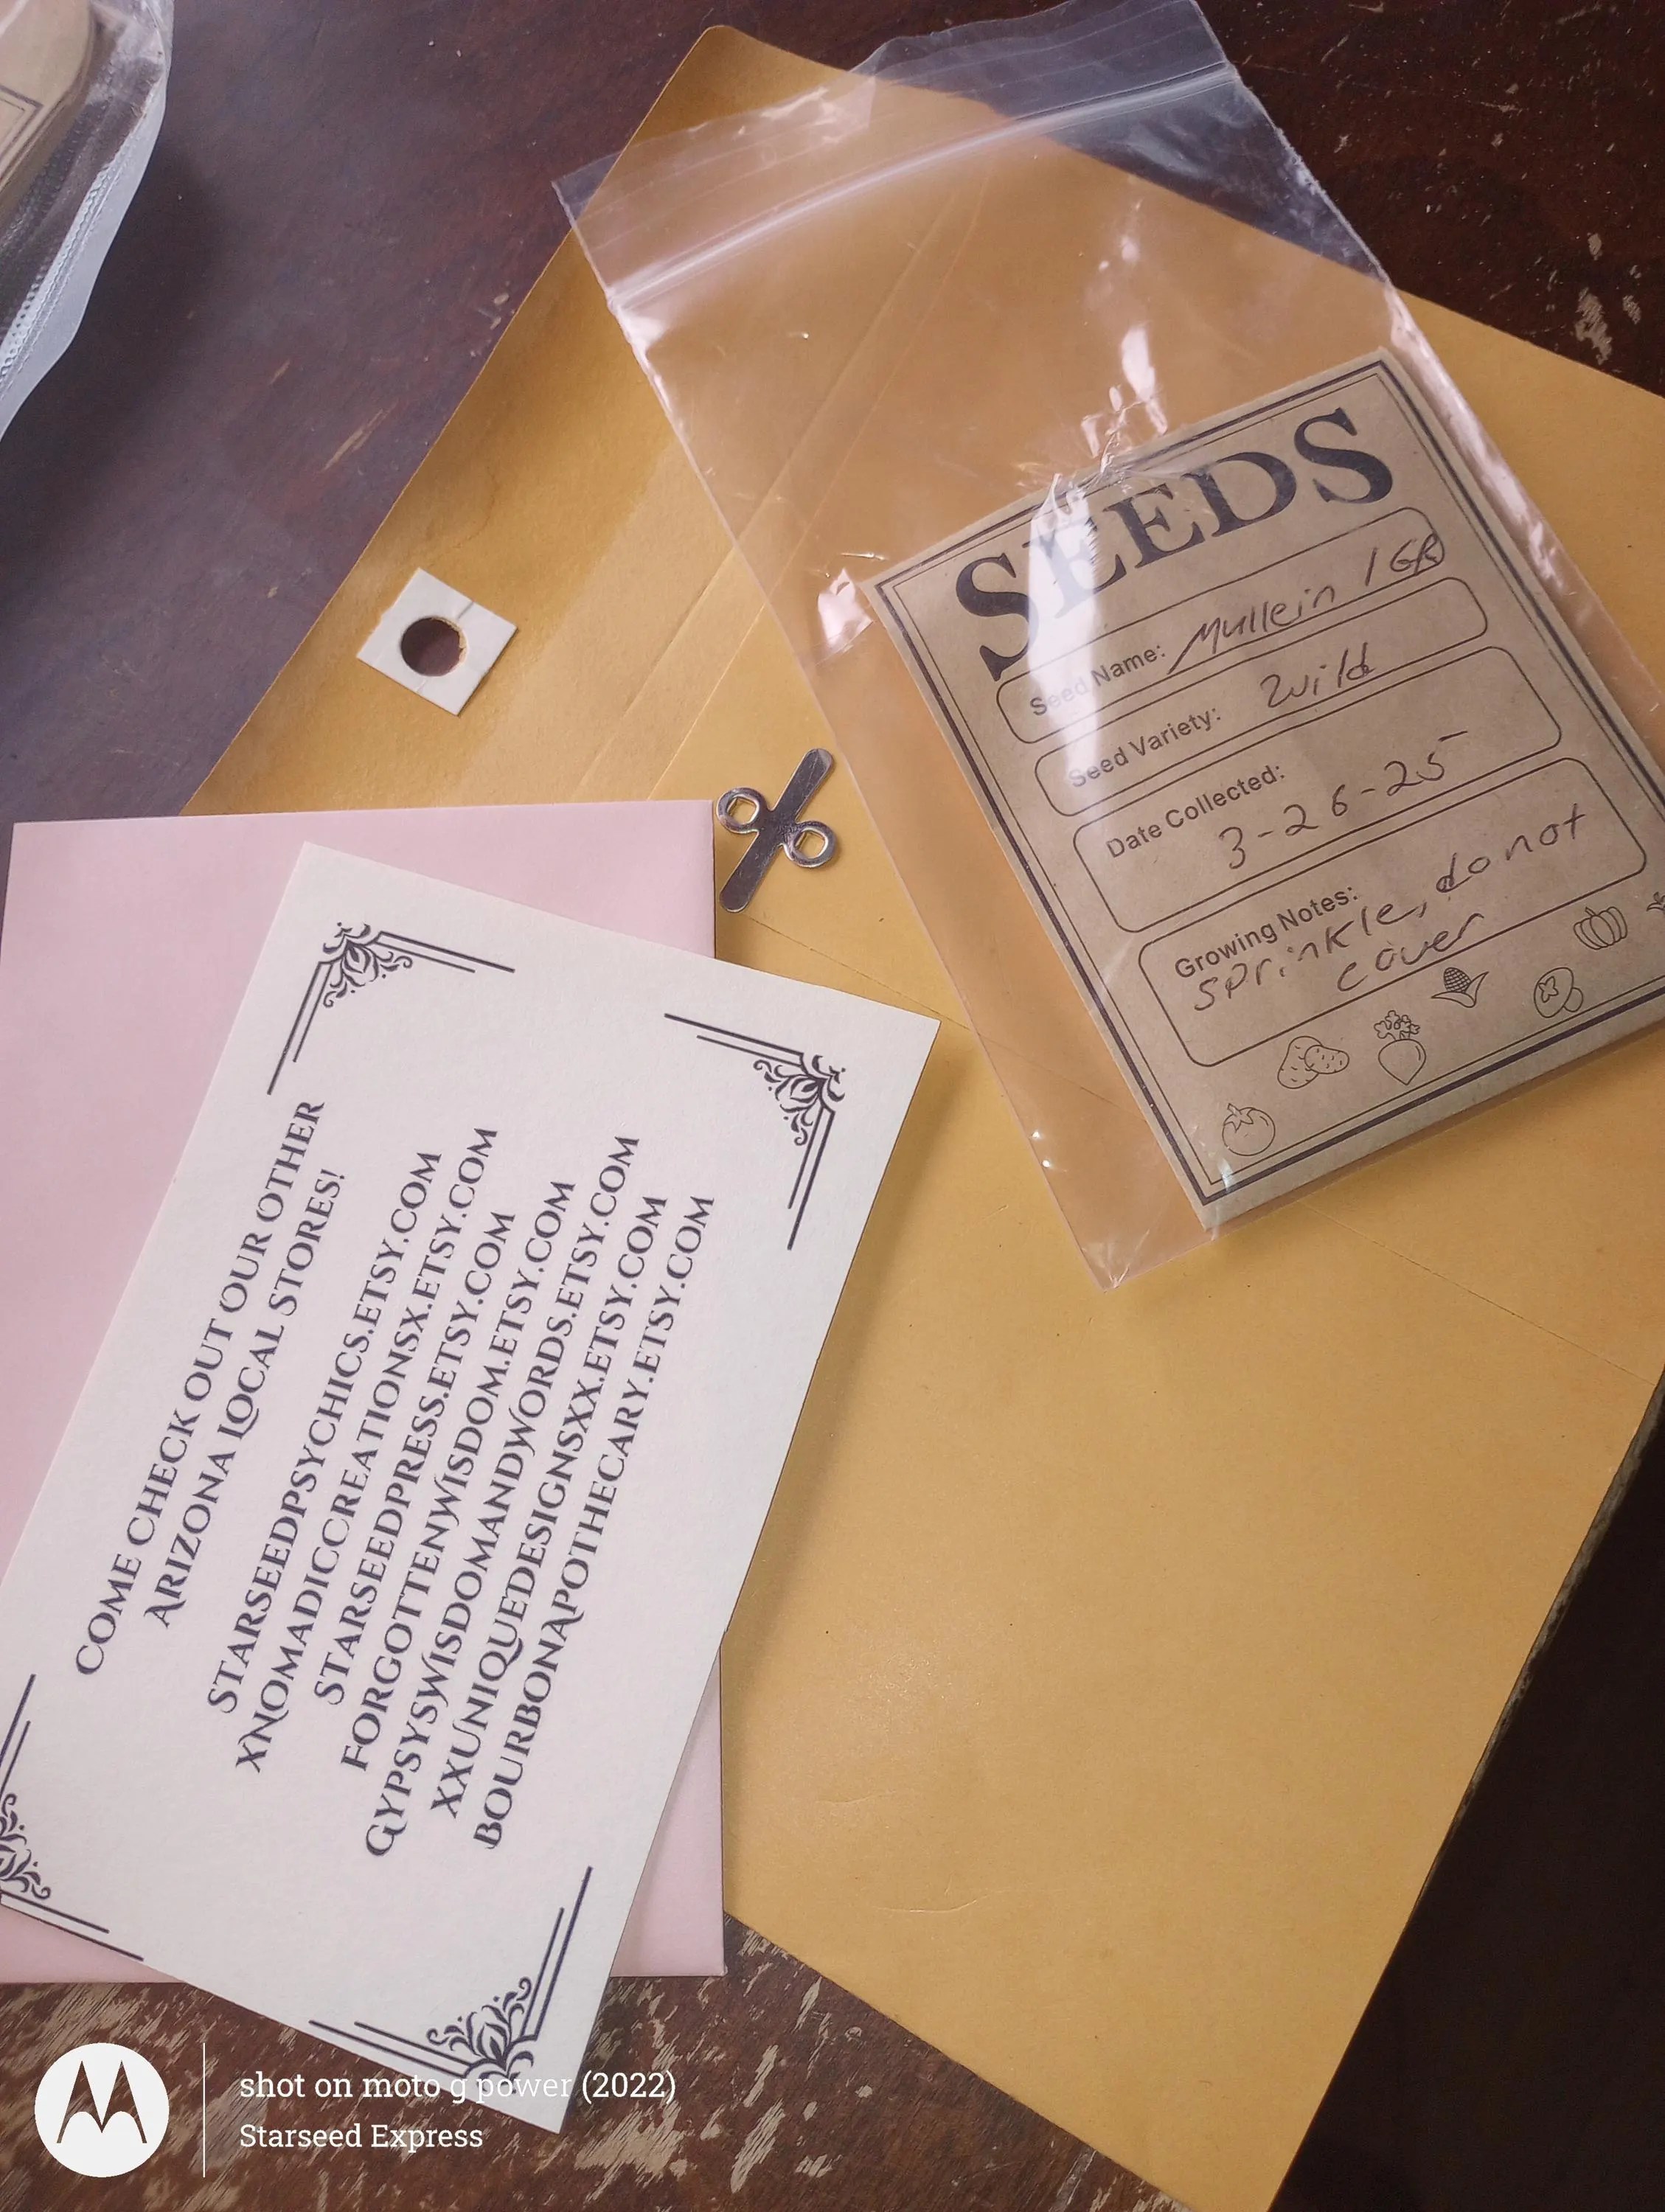 SEEDS
Seed Name: Mullein 1 GR
Seed Variety: Wild
Date Collected:
3-26-25
Growing Notes:
sprinkle, do not
cover
COME CHECK OUT OUR OTHER
ARIZONA LOCAL STORES!
STARSEEDPSYCHICS.ETSY.COM
XNOMADICCREATIONSX.ETSY.COM
STARSEEDPRESS.ETSY.COM
FORGOTTENWISDOM.ETSY.COM
GYPSYSWISDOMANDWORDS.ETSY.COM
XXUNIQUEDESIGNSXX.ETSY.COM
BOURBONAPOTHECARY.ETSY.COM
shot on moto g power (2022)
Starseed Express